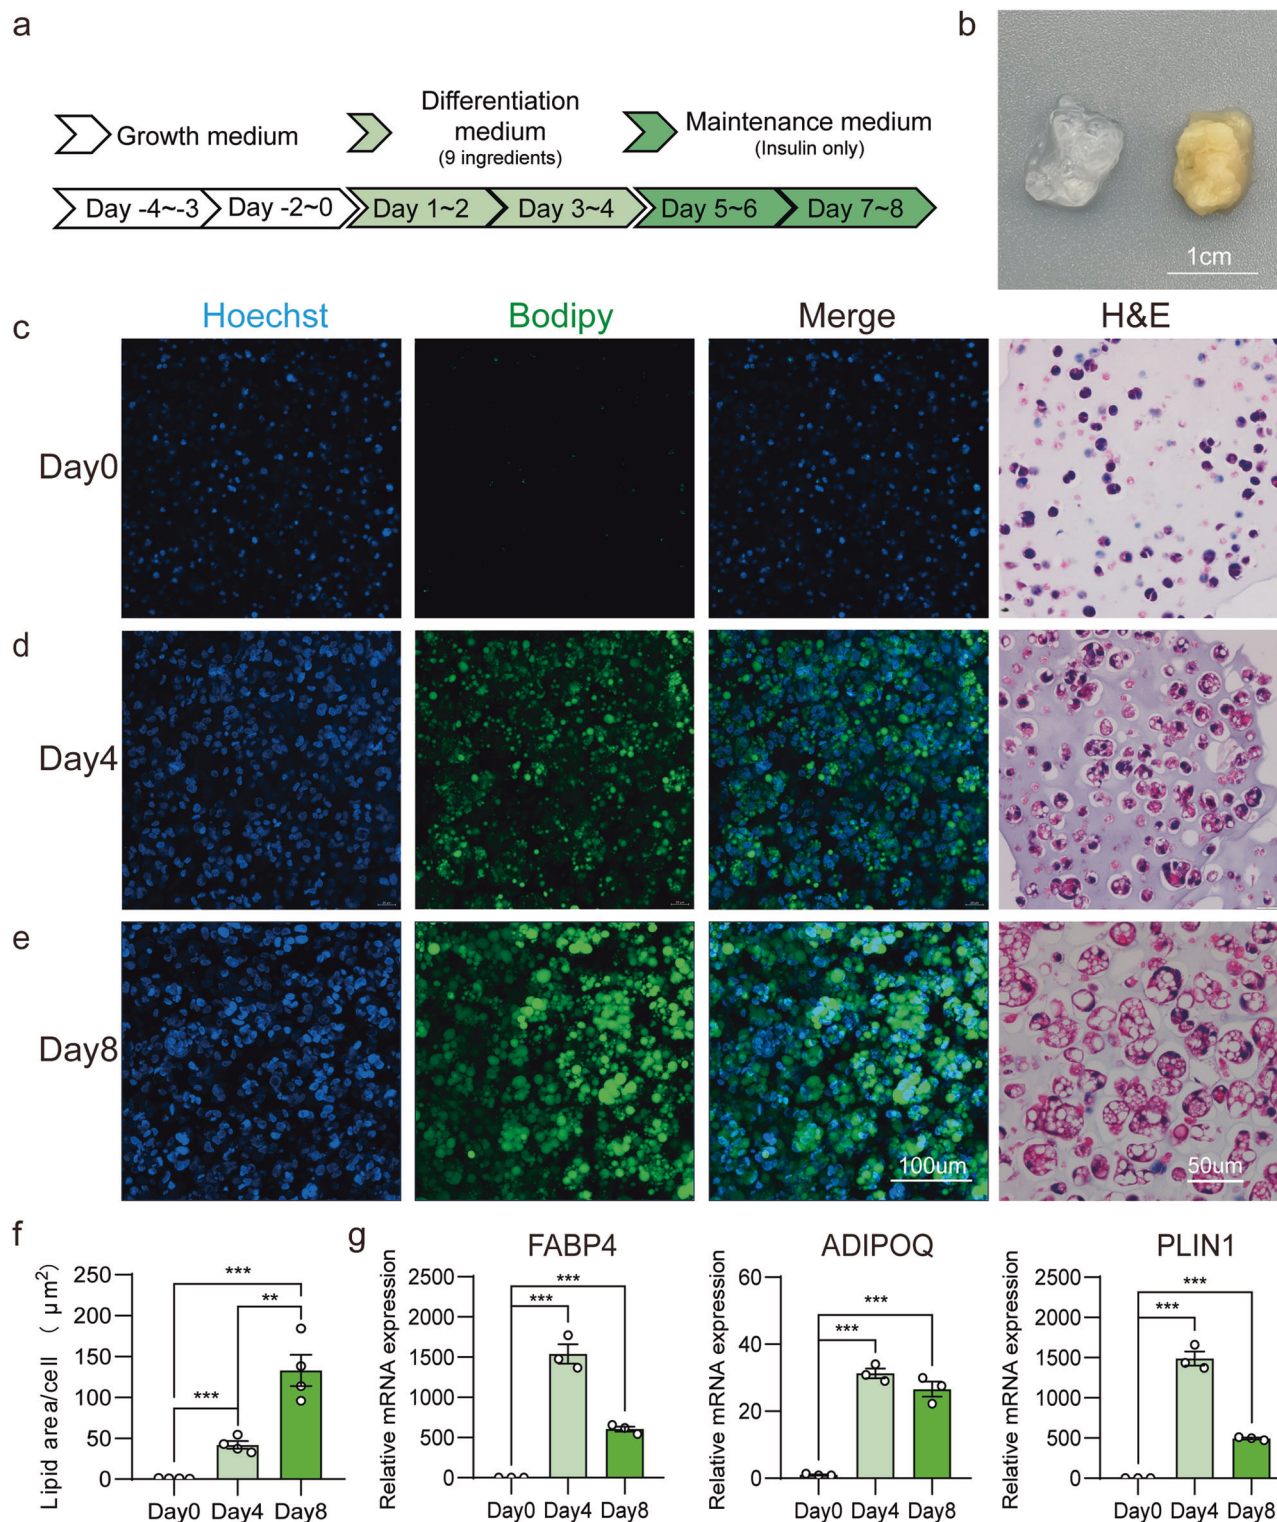 a
b
Growth medium
Differentiation
medium
(9 ingredients)
Maintenance medium
(Insulin only)
Day -4~-3
Day -2~0
Day 1~2
Day 3~4
Day 5~6
Day 7~8
1cm
c
Hoechst
Bodipy
Merge
H&E
Day0
d
Day4
e
Day8
100um
50um
f
Lipid area/cell ( μm²)
250
200
150
100
50
0
***
**
***
Day0 Day4 Day8
g
FABP4
Relative mRNA expression
2500
2000
1500
1000
500
0
***
***
Day0 Day4 Day8
ADIPOQ
Relative mRNA expression
60
40
20
0
***
***
Day0 Day4 Day8
PLIN1
Relative mRNA expression
2500
2000
1500
1000
500
0
***
***
Day0 Day4 Day8